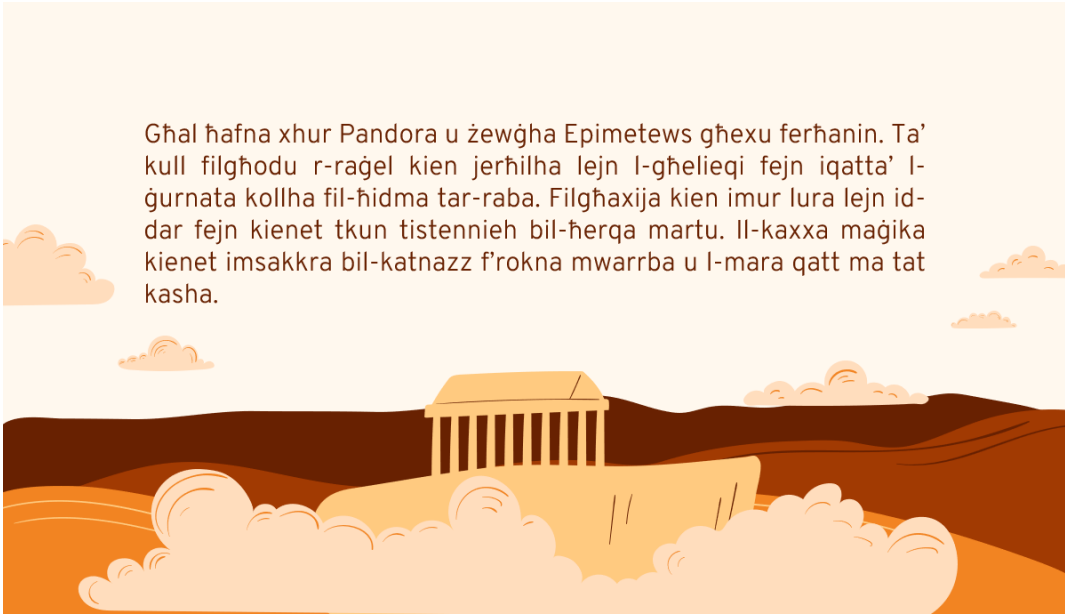 Għal ħafna xhur Pandora u żewġha Epimetews għexu ferħanin. Ta’
kull filgħodu r-raġel kien jerħilha lejn l-għelieqi fejn iqatta’ l-
ġurnata kollha fil-ħidma tar-raba. Filgħaxija kien imur lura lejn id-
dar fejn kienet tkun tistennieh bil-ħerqa martu. Il-kaxxa maġika
kienet imsakkra bil-katnazz f’rokna mwarrba u l-mara qatt ma tat
kasha.